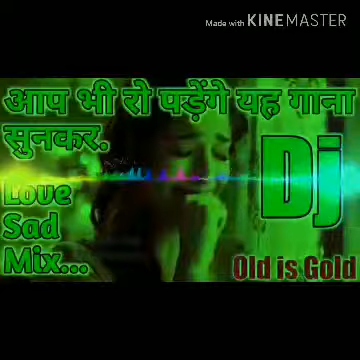 Made with KINEMASTER
आप भी रो पड़ेंगे यह गाना
सुनकर.
Dj
Love
Sad
Mix...
Old is Gold